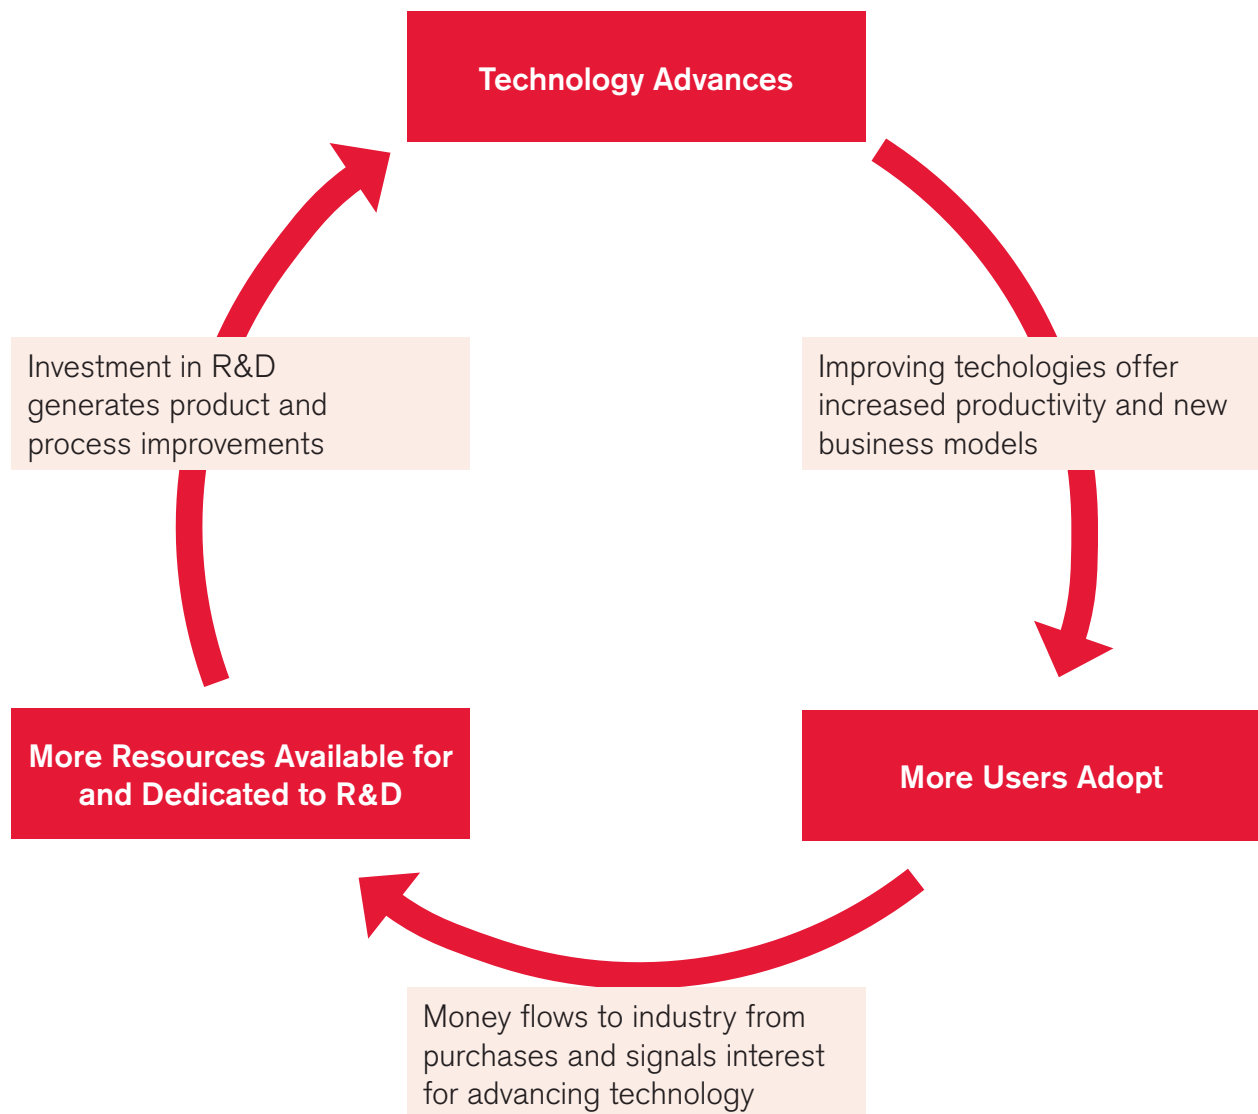 Technology Advances
Investment in R&D
generates product and
process improvements
Improving techologies offer
increased productivity and new
business models
More Resources Available for
and Dedicated to R&D
More Users Adopt
Money flows to industry from
purchases and signals interest
for advancing technology